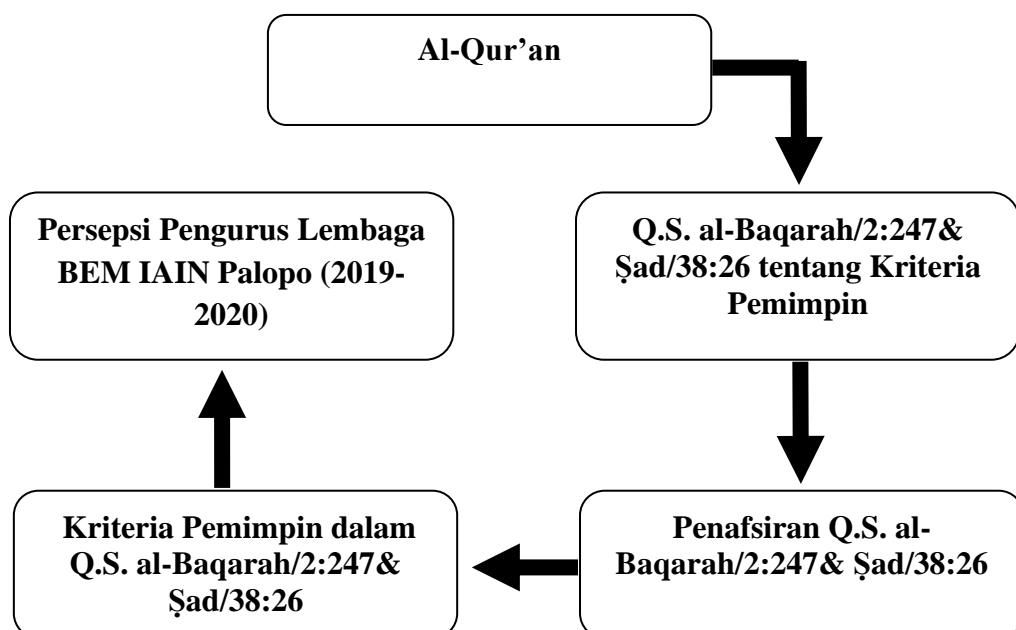 Al-Qur’an
Persepsi Pengurus Lembaga
BEM IAIN Palopo (2019-
2020)
Q.S. al-Baqarah/2:247&
Ṣad/38:26 tentang Kriteria
Pemimpin
Kriteria Pemimpin dalam
Q.S. al-Baqarah/2:247&
Ṣad/38:26
Penafsiran Q.S. al-
Baqarah/2:247& Ṣad/38:26